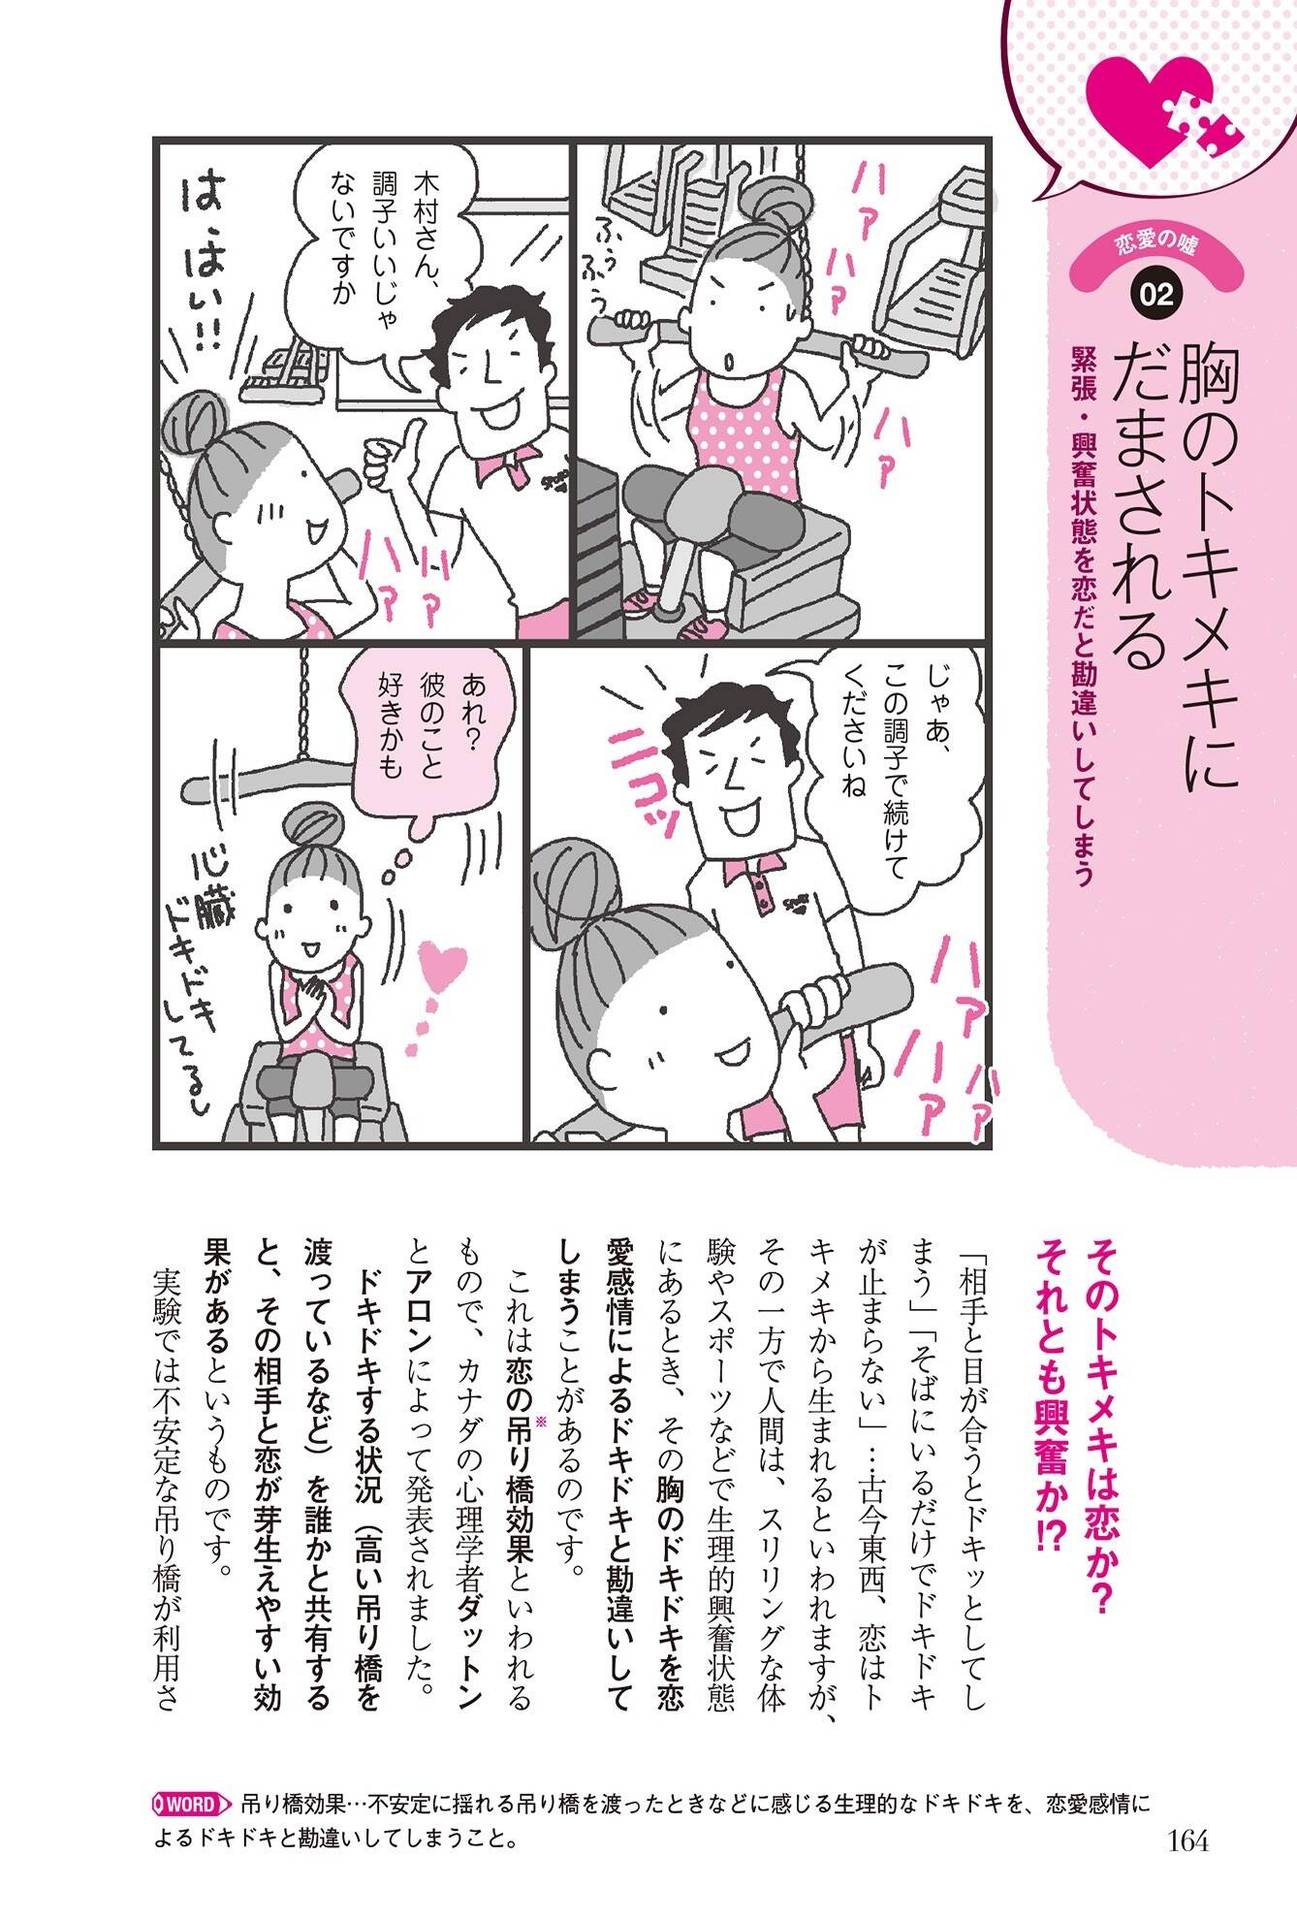 恋愛の嘘
02
胸のトキメキに
だまされる
緊張・興奮状態を恋だと勘違いしてしまう
ハァ
ハァ
ふぅ
ふぅ
ハァ
木村さん、
調子いいじゃ
ないですか
は、はい!!
SPORT
ハァ
ハァ
じゃあ、
この調子で続けて
くださいね
ニコッ
SPORT
ハァ
ハァ
ハァ
あれ?
彼のこと
好きかも
心臓
ドキドキ
してるし
そのトキメキは恋か?
それとも興奮か!?
「相手と目が合うとドキッとしてし
まう」「そばにいるだけでドキドキ
が止まらない」…古今東西、恋はト
キメキから生まれるといわれますが、
その一方で人間は、スリリングな体
験やスポーツなどで生理的興奮状態
にあるとき、その胸のドキドキを恋
愛感情によるドキドキと勘違いして
しまうことがあるのです。
これは恋の吊り橋効果※といわれる
もので、カナダの心理学者ダットン
とアロンによって発表されました。
ドキドキする状況(高い吊り橋を
渡っているなど)を誰かと共有する
と、その相手と恋が芽生えやすい効
果があるというものです。
実験では不安定な吊り橋が利用さ
WORD 吊り橋効果…不安定に揺れる吊り橋を渡ったときなどに感じる生理的なドキドキを、恋愛感情に
よるドキドキと勘違いしてしまうこと。
164